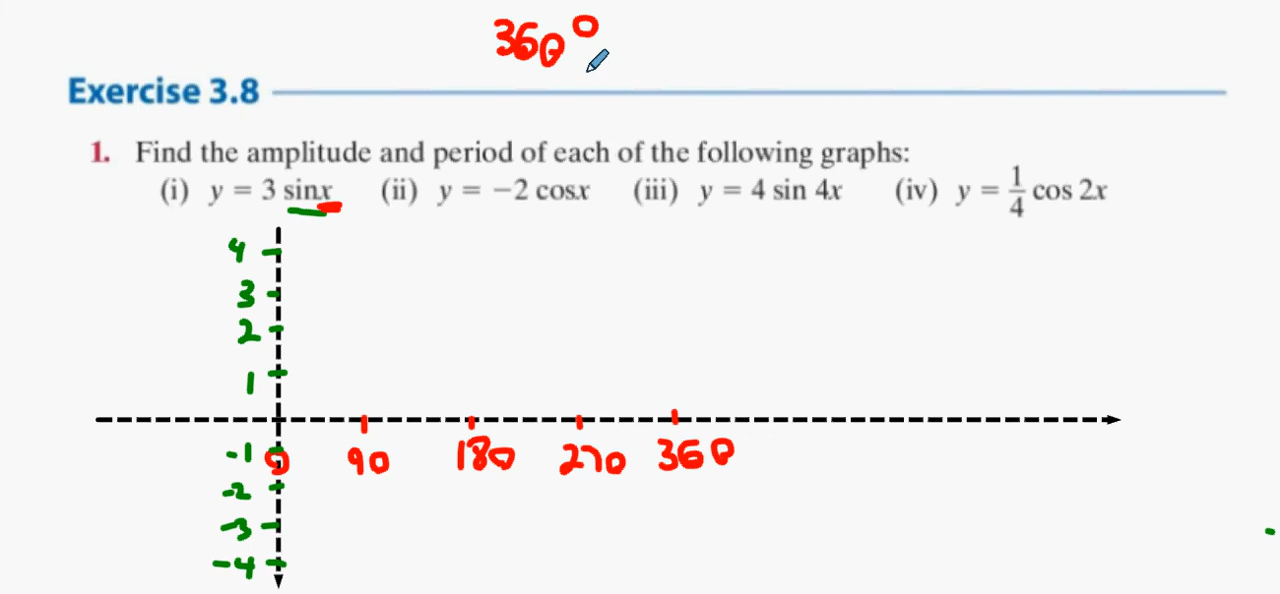 360°
Exercise 3.8
1. Find the amplitude and period of each of the following graphs:
(i) y = 3 sinx (ii) y = −2 cosx (iii) y = 4 sin 4x (iv) y = 1/4 cos 2x
4
3
2
1
-1
0 90 180 270 360
-2
-3
-4